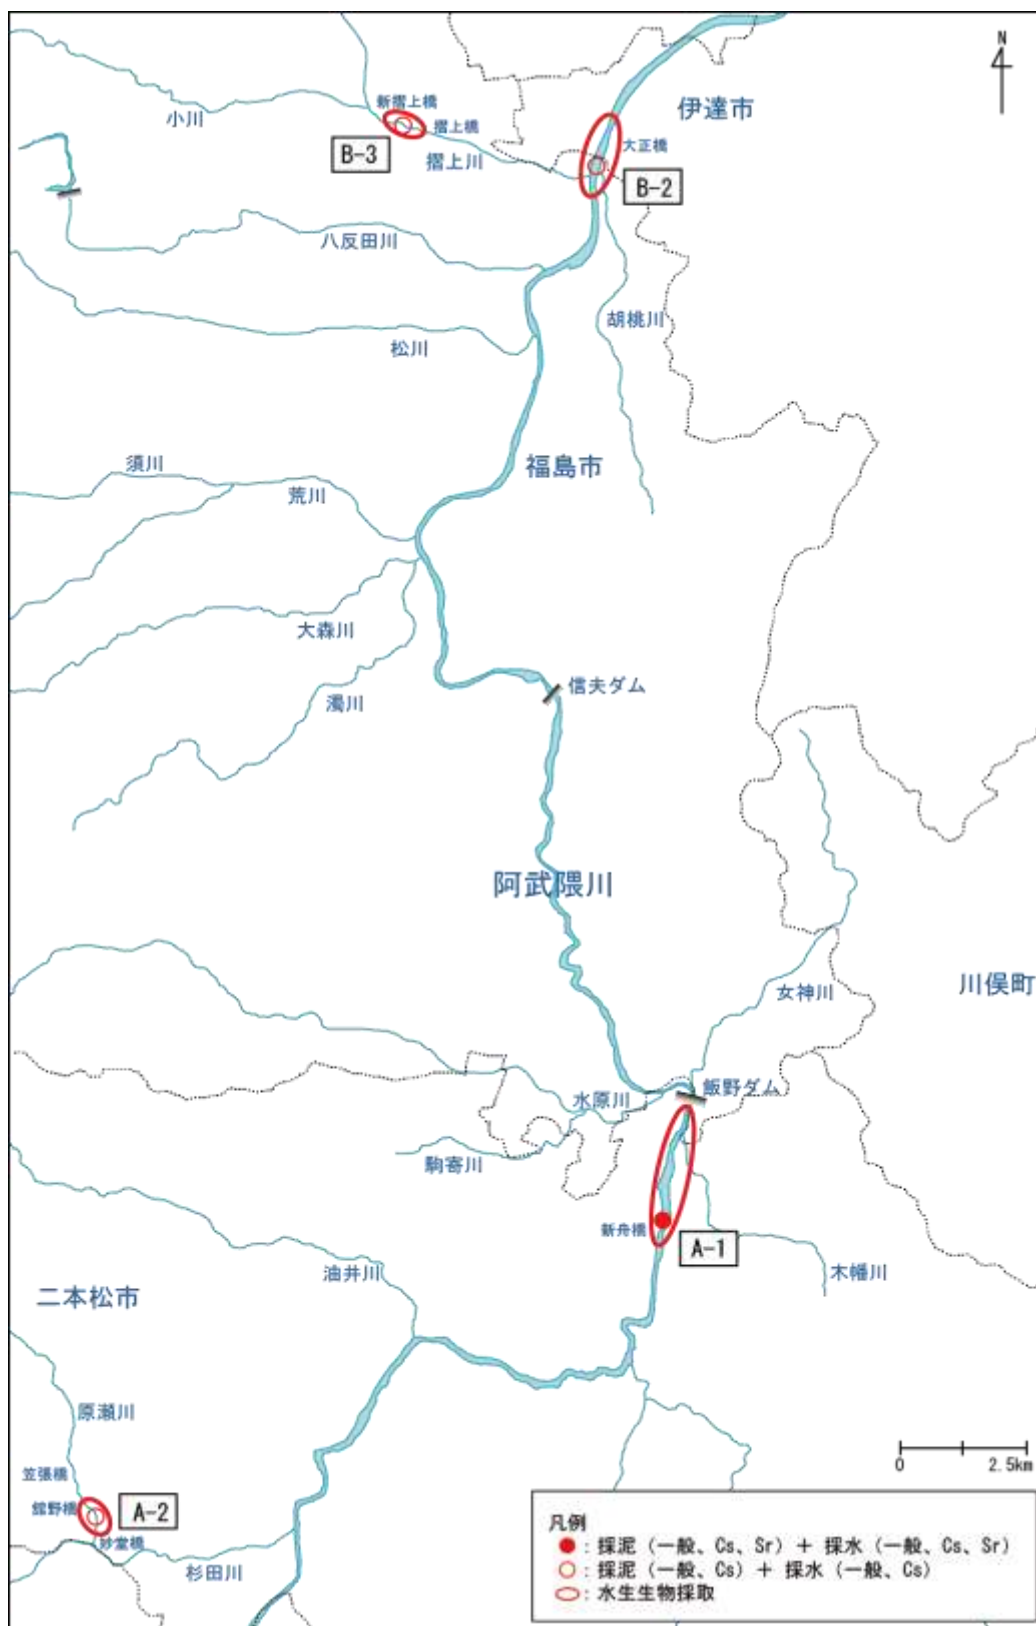 N
伊達市
新摺上橋
小川
摺上橋
大正橋
B-3
摺上川
B-2
八反田川
胡桃川
松川
須川
福島市
荒川
大森川
信夫ダム
濁川
阿武隈川
川俣町
女神川
飯野ダム
水原川
駒寄川
新舟橋
A-1
油井川
木幡川
二本松市
原瀬川
笠張橋
0 2.5km
舘野橋
A-2
妙堂橋
杉田川
凡例
:採泥(一般、Cs、Sr)+ 採水(一般、Cs、Sr)
:採泥(一般、Cs)+ 採水(一般、Cs)
:水生生物採取